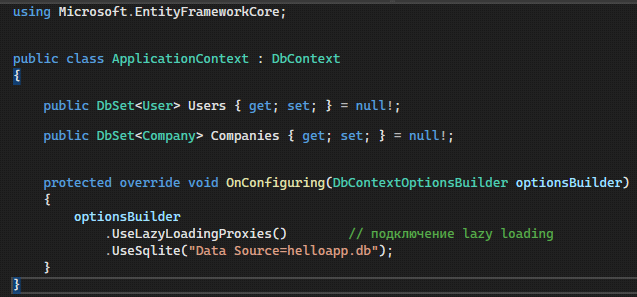 using Microsoft.EntityFrameworkCore;
public class ApplicationContext : DbContext
{
public DbSet<User> Users { get; set; } = null!;
public DbSet<Company> Companies { get; set; } = null!;
protected override void OnConfiguring(DbContextOptionsBuilder optionsBuilder)
{
optionsBuilder
.UseLazyLoadingProxies() // подключение lazy loading
.UseSqlite("Data Source=helloapp.db");
}
}